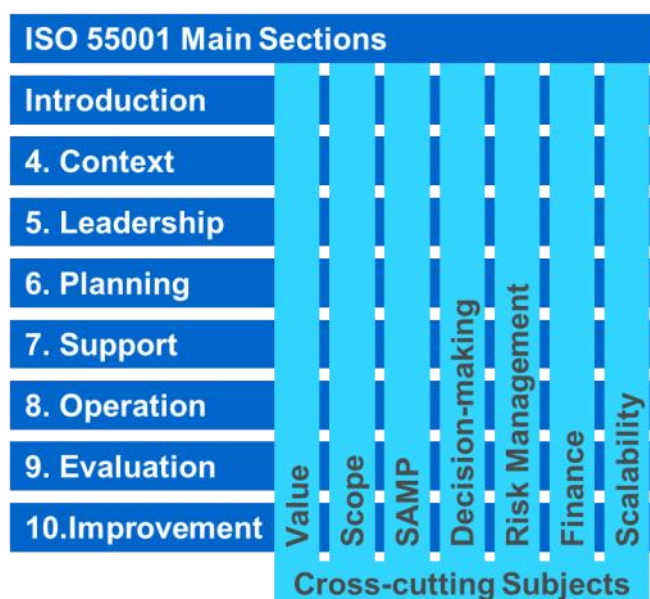 ISO 55001 Main Sections
Introduction
4. Context
5. Leadership
6. Planning
7. Support
8. Operation
9. Evaluation
10.Improvement
Value
Scope
SAMP
Decision-making
Risk Management
Finance
Scalability
Cross-cutting Subjects